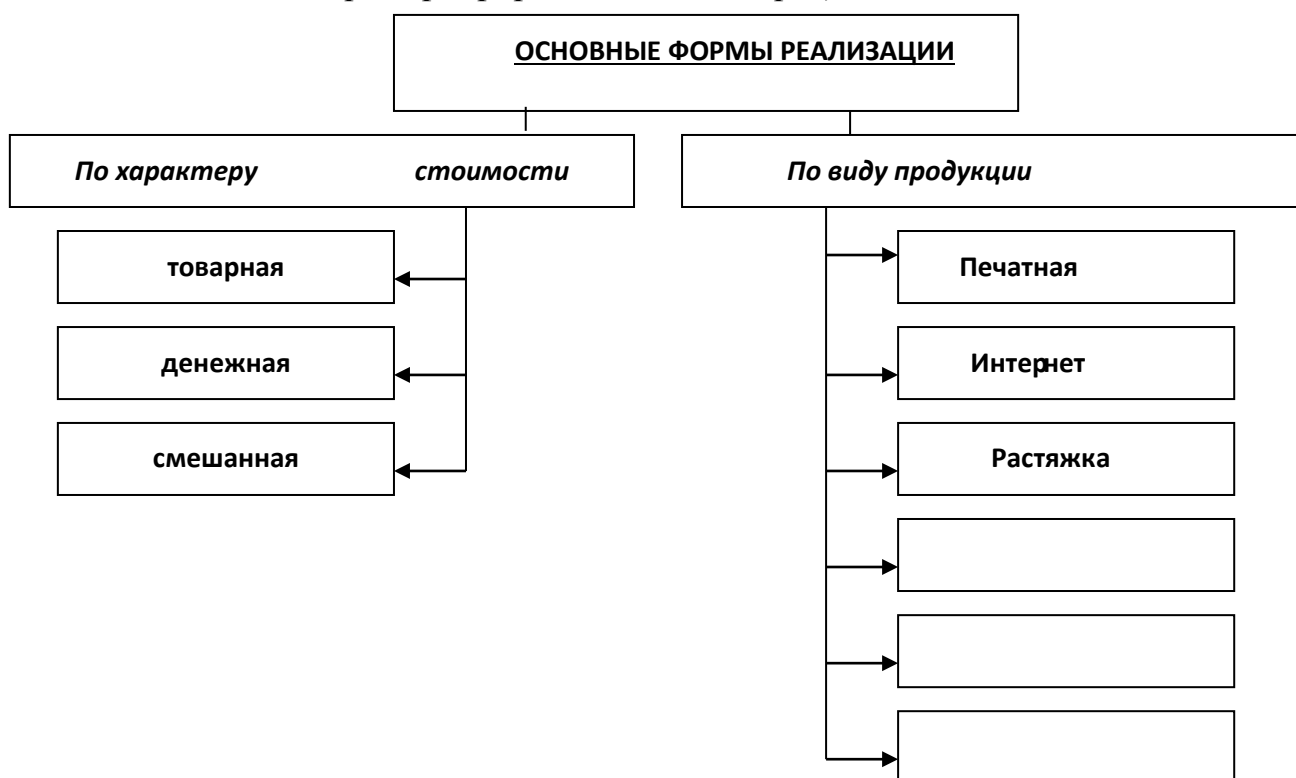 ОСНОВНЫЕ ФОРМЫ РЕАЛИЗАЦИИ
По характеру стоимости
По виду продукции
товарная
денежная
смешанная
Печатная
Интернет
Растяжка